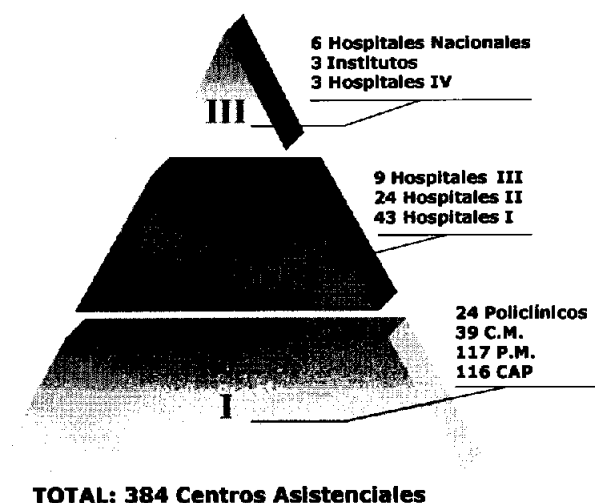 6 Hospitales Nacionales
3 Institutos
3 Hospitales IV
III
9 Hospitales III
24 Hospitales II
43 Hospitales I
24 Policlínicos
39 C.M.
117 P.M.
116 CAP
I
TOTAL: 384 Centros Asistenciales